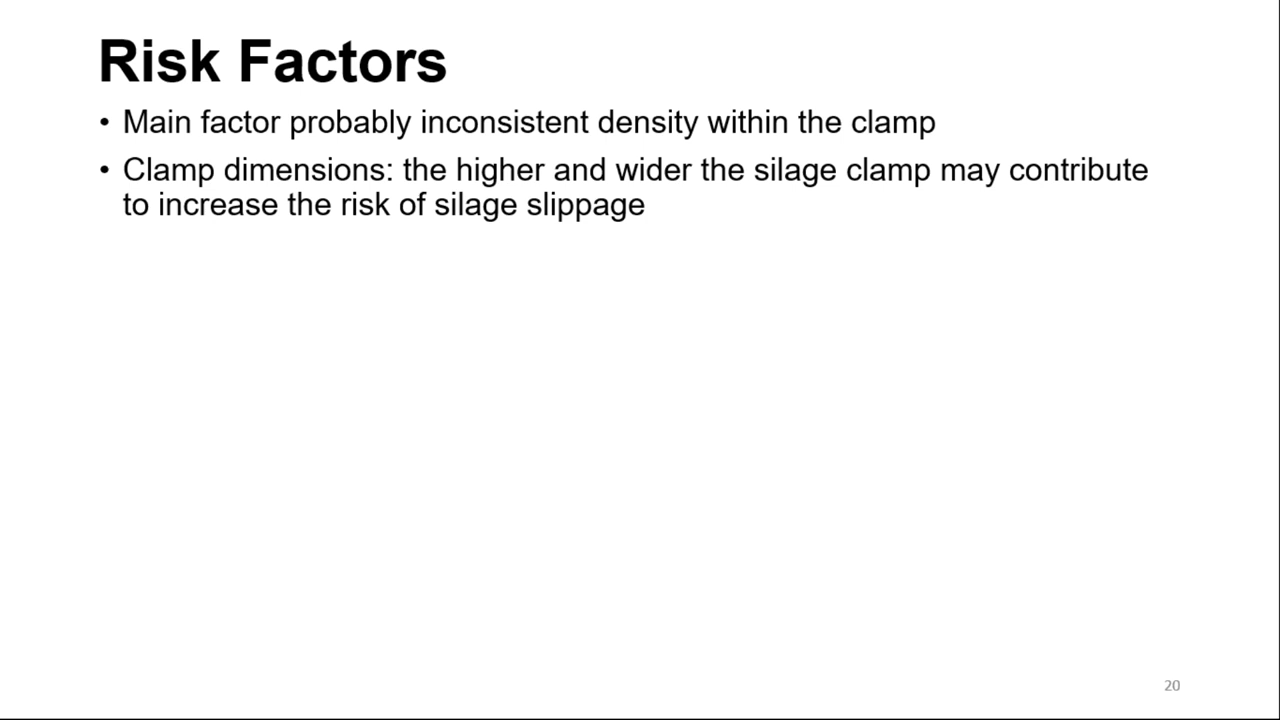 Risk Factors
• Main factor probably inconsistent density within the clamp
• Clamp dimensions: the higher and wider the silage clamp may contribute
to increase the risk of silage slippage
20